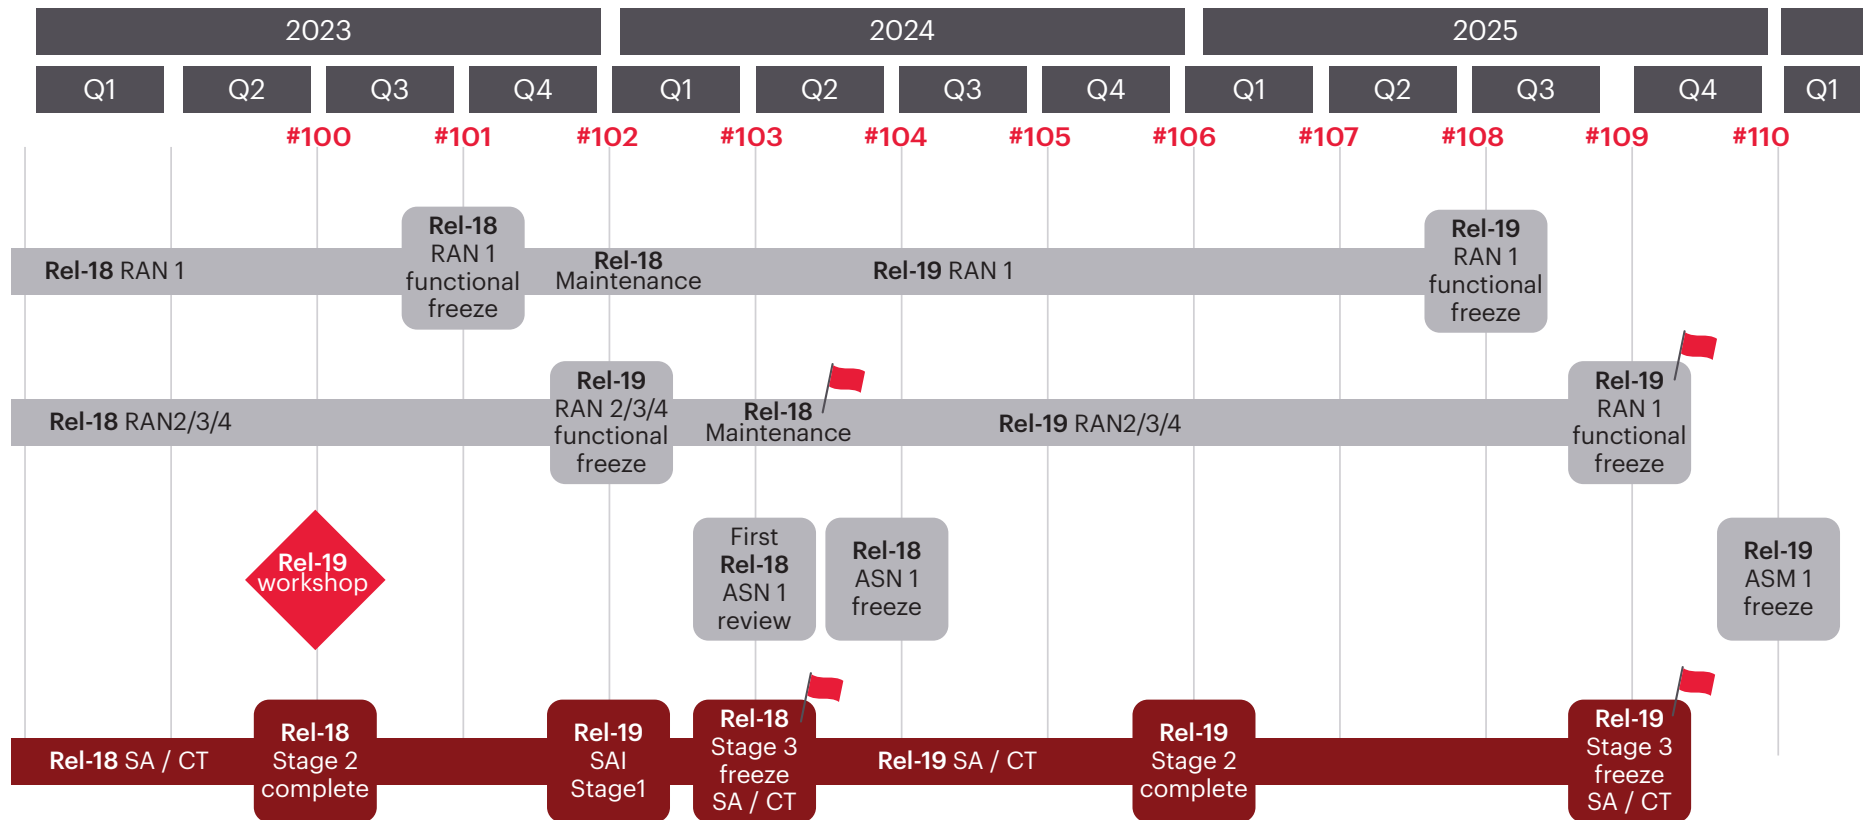 2023
2024
2025
Q1
Q2
Q3
Q4
Q1
Q2
Q3
Q4
Q1
Q2
Q3
Q4
Q1
#100
#101
#102
#103
#104
#105
#106
#107
#108
#109
#110
Rel-18 RAN 1
Rel-18
RAN 1
functional
freeze
Rel-18
Maintenance
Rel-19 RAN 1
Rel-19
RAN 1
functional
freeze
Rel-18 RAN2/3/4
Rel-19
RAN 2/3/4
functional
freeze
Rel-18
Maintenance
Rel-19 RAN2/3/4
Rel-19
RAN 1
functional
freeze
Rel-19
workshop
First
Rel-18
ASN 1
review
Rel-18
ASN 1
freeze
Rel-19
ASM 1
freeze
Rel-18 SA / CT
Rel-18
Stage 2
complete
Rel-19
SAI
Stage1
Rel-18
Stage 3
freeze
SA / CT
Rel-19 SA / CT
Rel-19
Stage 2
complete
Rel-19
Stage 3
freeze
SA / CT